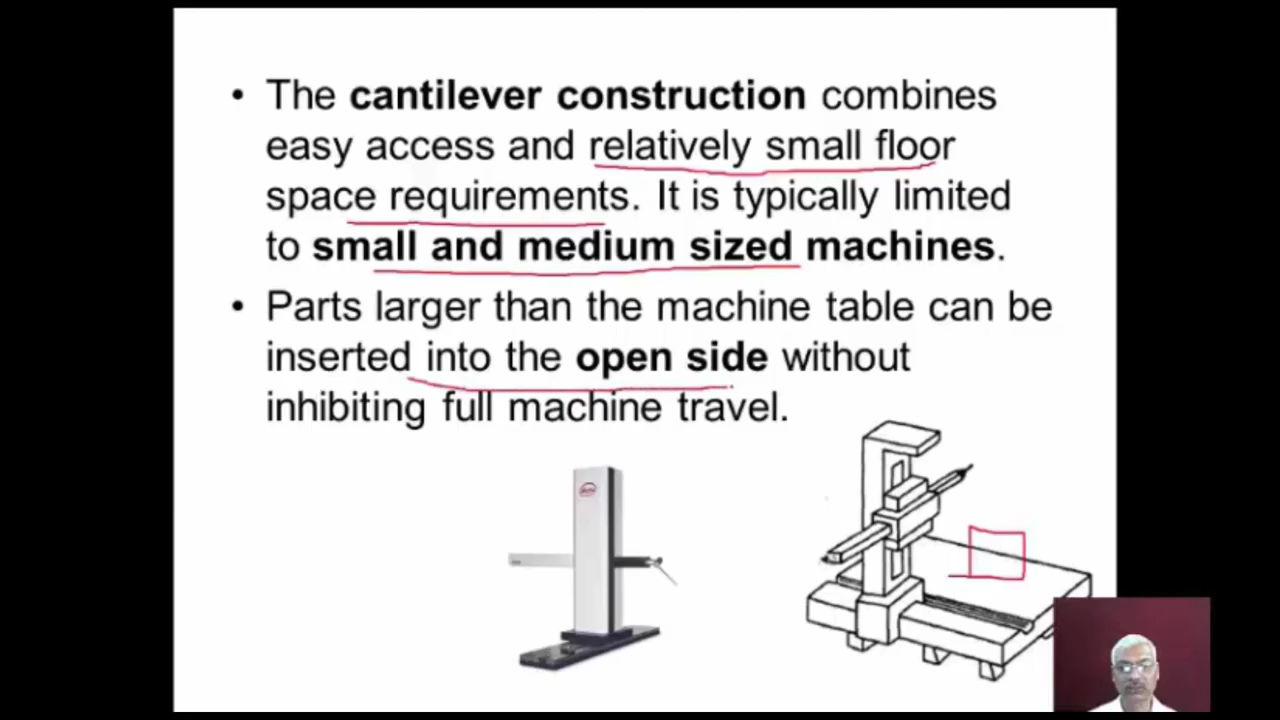 • The cantilever construction combines
easy access and relatively small floor
space requirements. It is typically limited
to small and medium sized machines.
• Parts larger than the machine table can be
inserted into the open side without
inhibiting full machine travel.